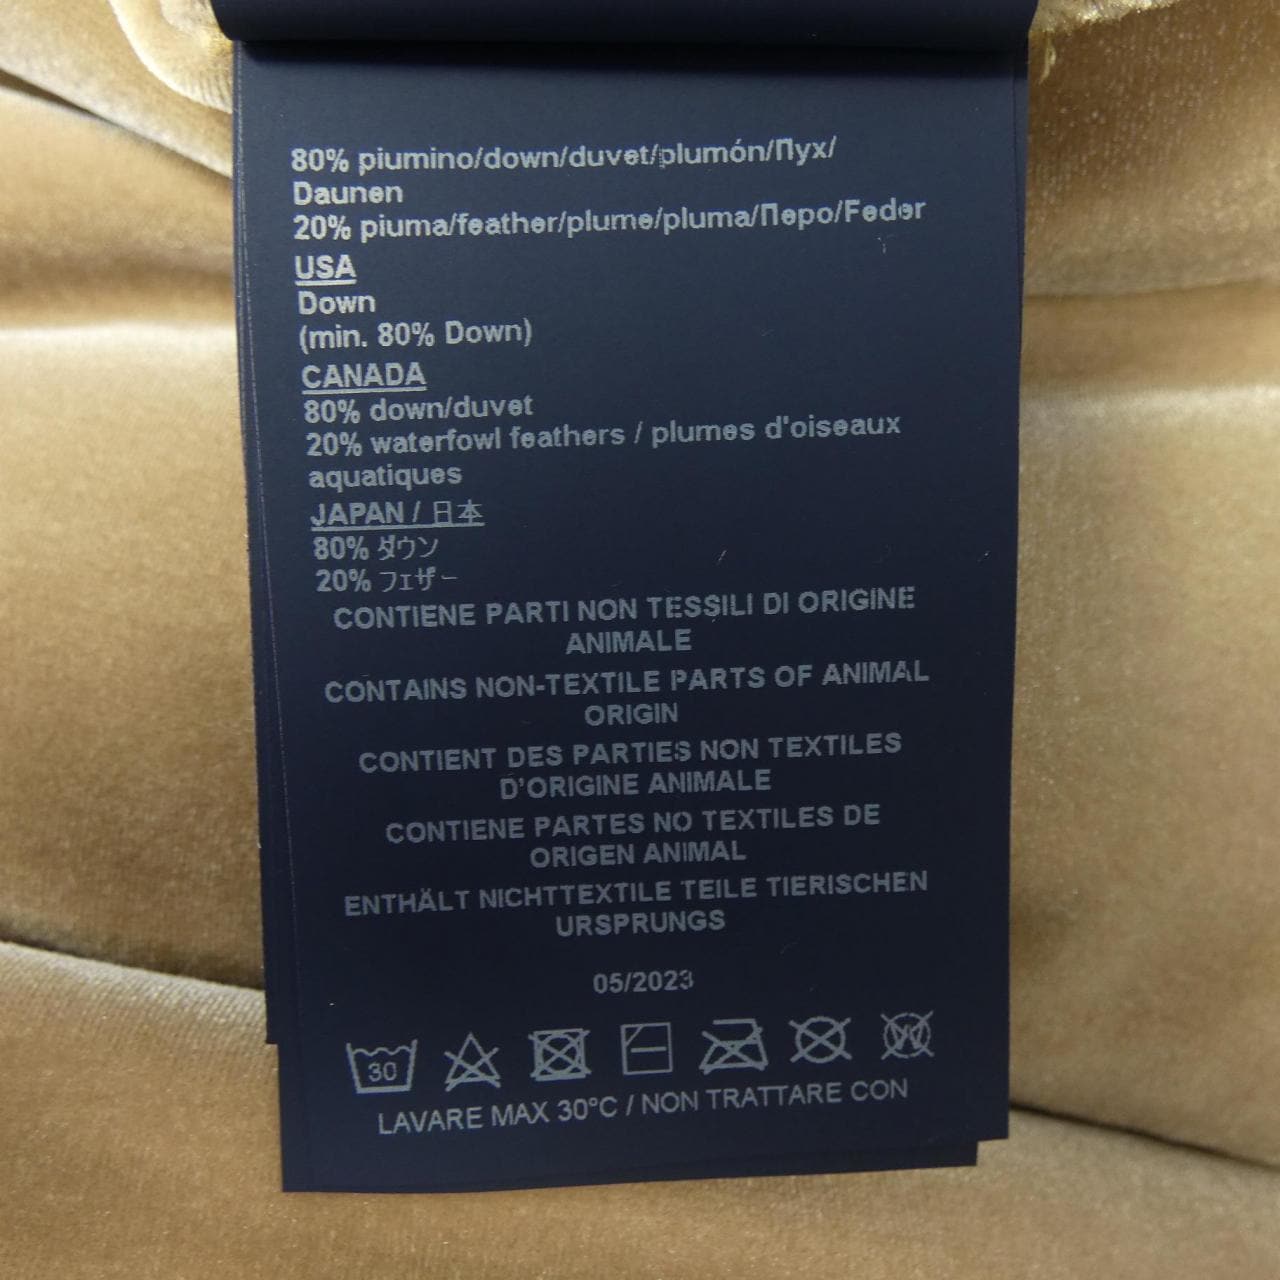 80% piumino/down/duvet/plumón/Пух/
Daunen
20% piuma/feather/plume/pluma/Перо/Feder
USA
Down
(min. 80% Down)
CANADA
80% down/duvet
20% waterfowl feathers / plumes d'oiseaux
aquatiques
JAPAN / 日本
80% ダウン
20% フェザー
CONTIENE PARTI NON TESSILI DI ORIGINE
ANIMALE
CONTAINS NON-TEXTILE PARTS OF ANIMAL
ORIGIN
CONTIENT DES PARTIES NON TEXTILES
D'ORIGINE ANIMALE
CONTIENE PARTES NO TEXTILES DE
ORIGEN ANIMAL
ENTHÄLT NICHTTEXTILE TEILE TIERISCHEN
URSPRUNGS
05/2023
30 W
LAVARE MAX 30°C / NON TRATTARE CON